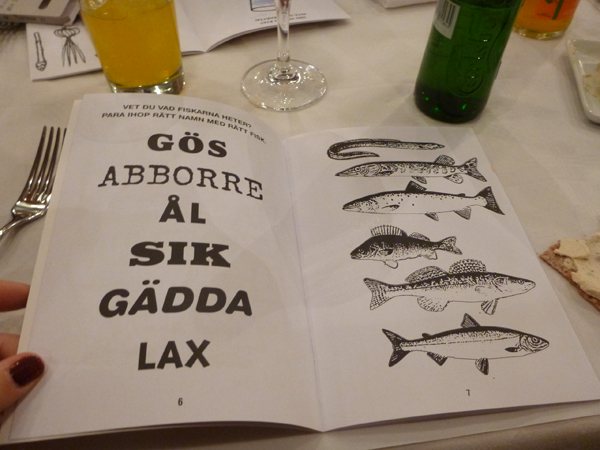 VET DU VAD FISKARNA HETER?
PARA IHOP RÄTT NAMN MED RÄTT FISK.
GÖS
ABBORRE
ÅL
SIK
GÄDDA
LAX
6
7